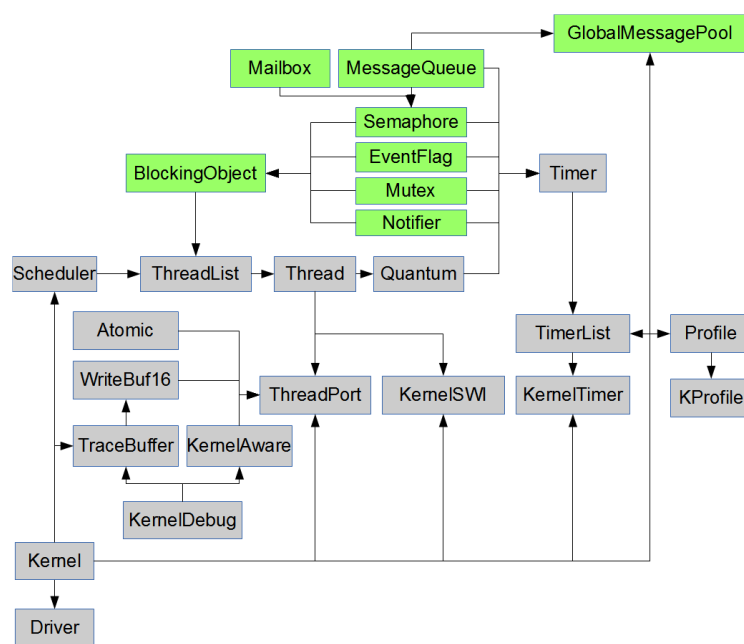 GlobalMessagePool
Mailbox
MessageQueue
Semaphore
EventFlag
BlockingObject
Timer
Mutex
Notifier
Scheduler
ThreadList
Thread
Quantum
Atomic
TimerList
Profile
WriteBuf16
ThreadPort
KernelSWI
KernelTimer
KProfile
TraceBuffer
KernelAware
KernelDebug
Kernel
Driver